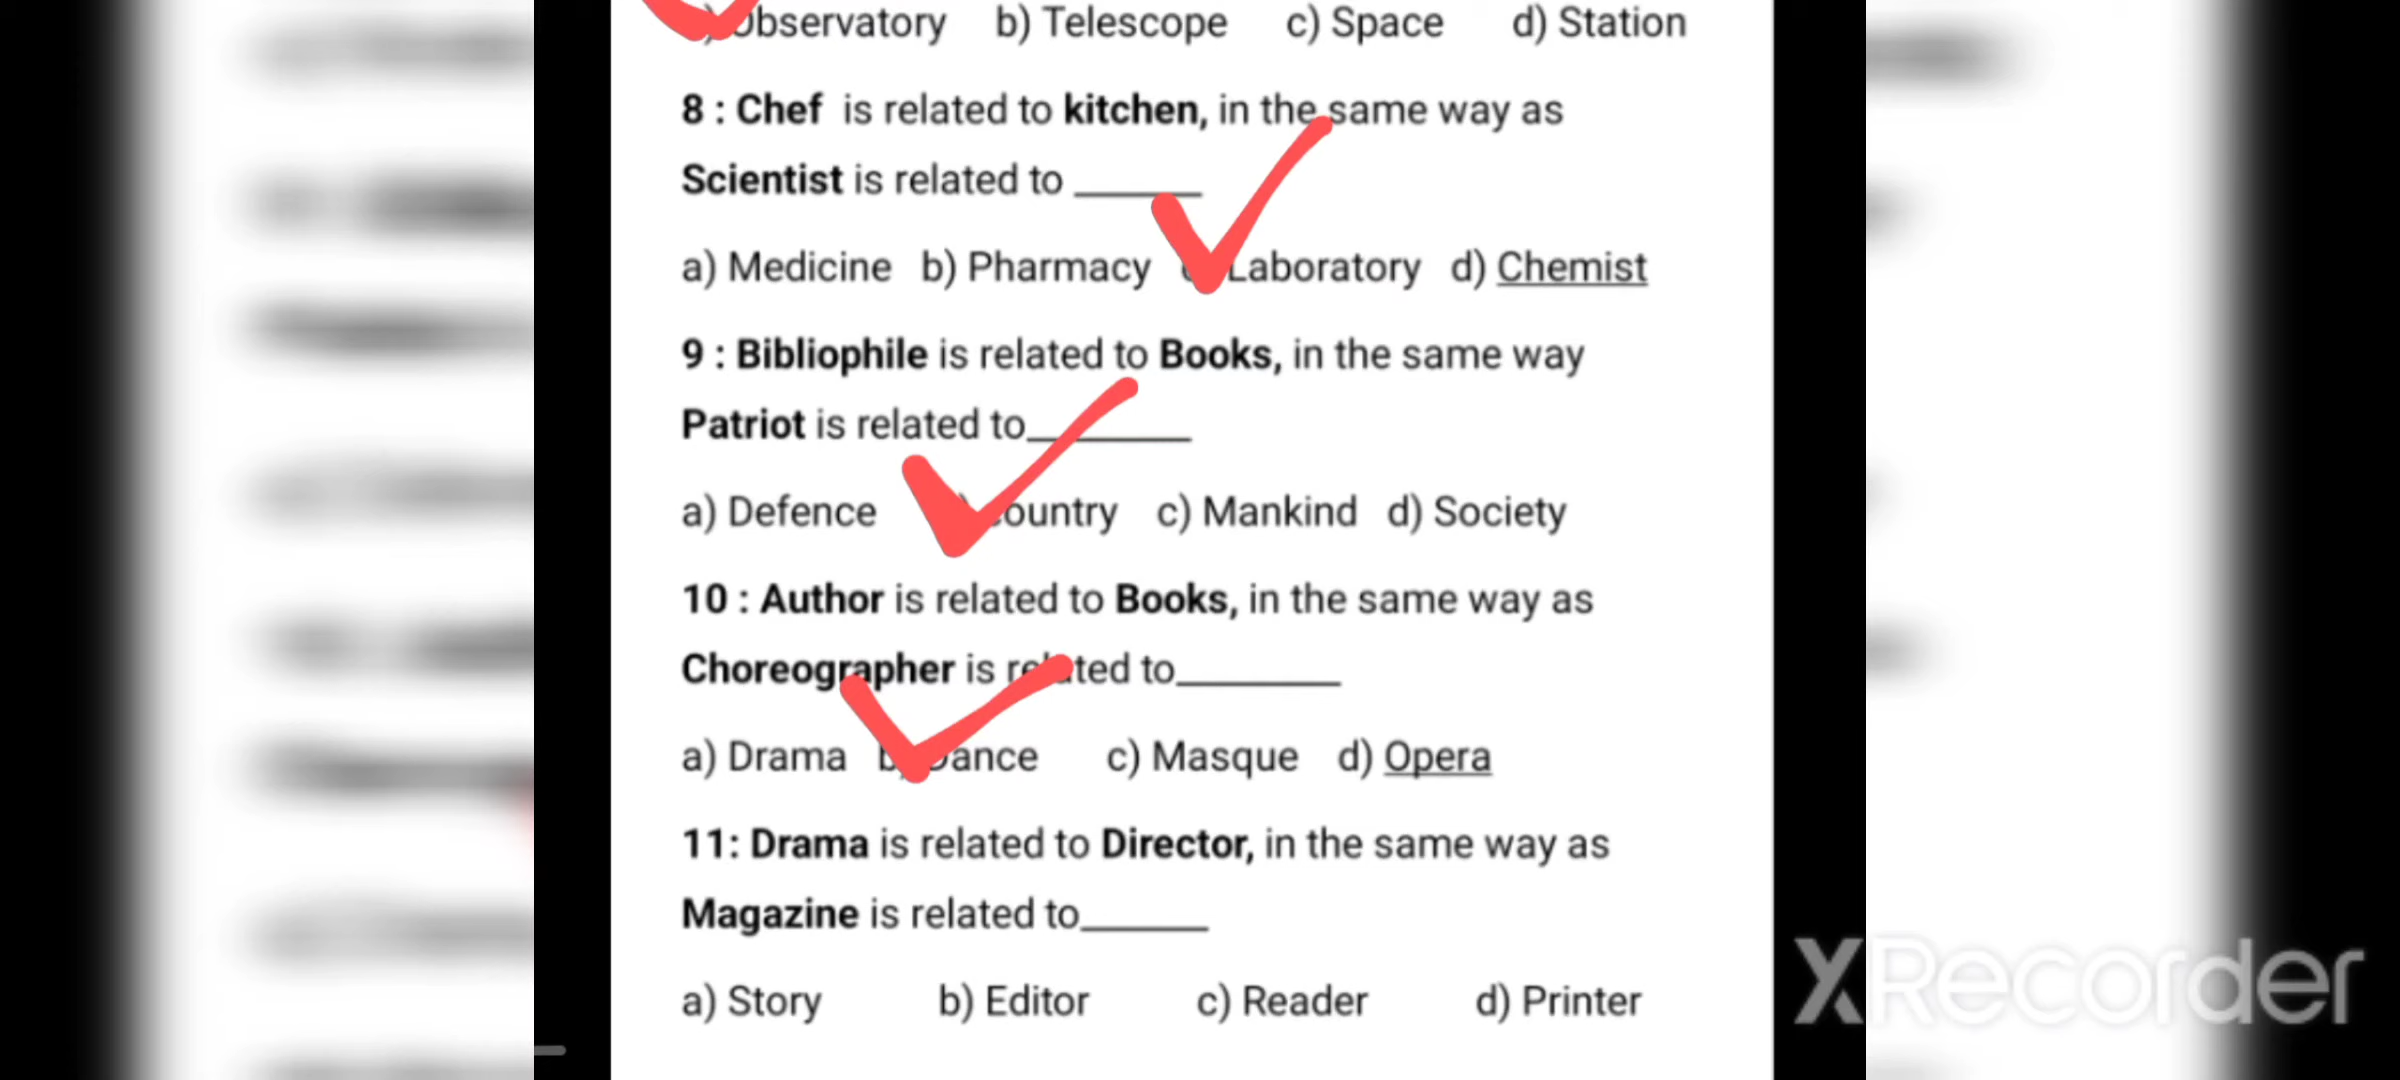 Observatory b) Telescope c) Space d) Station
8 : Chef is related to kitchen, in the same way as
Scientist is related to ______
a) Medicine b) Pharmacy Laboratory d) Chemist
9 : Bibliophile is related to Books, in the same way
Patriot is related to________
a) Defence Country c) Mankind d) Society
10 : Author is related to Books, in the same way as
Choreographer is related to________
a) Drama b) Dance c) Masque d) Opera
11: Drama is related to Director, in the same way as
Magazine is related to______
a) Story b) Editor c) Reader d) Printer
XRecorder